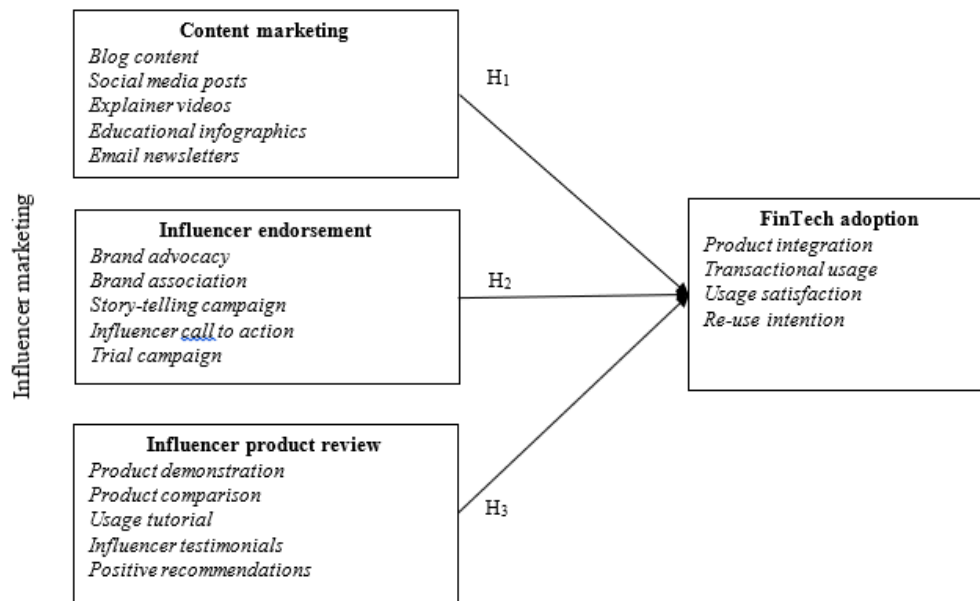 Influencer marketing
Content marketing
Blog content
Social media posts
Explainer videos
Educational infographics
Email newsletters
H1
Influencer endorsement
Brand advocacy
Brand association
Story-telling campaign
Influencer call to action
Trial campaign
H2
Influencer product review
Product demonstration
Product comparison
Usage tutorial
Influencer testimonials
Positive recommendations
H3
FinTech adoption
Product integration
Transactional usage
Usage satisfaction
Re-use intention